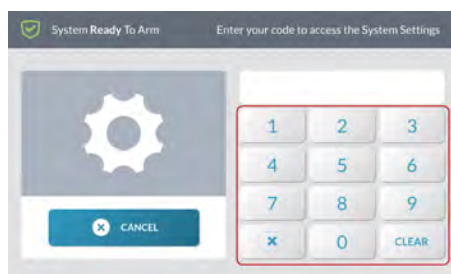 System Ready To Arm
Enter your code to access the System Settings
1 2 3
4 5 6
7 8 9
0 CLEAR
CANCEL